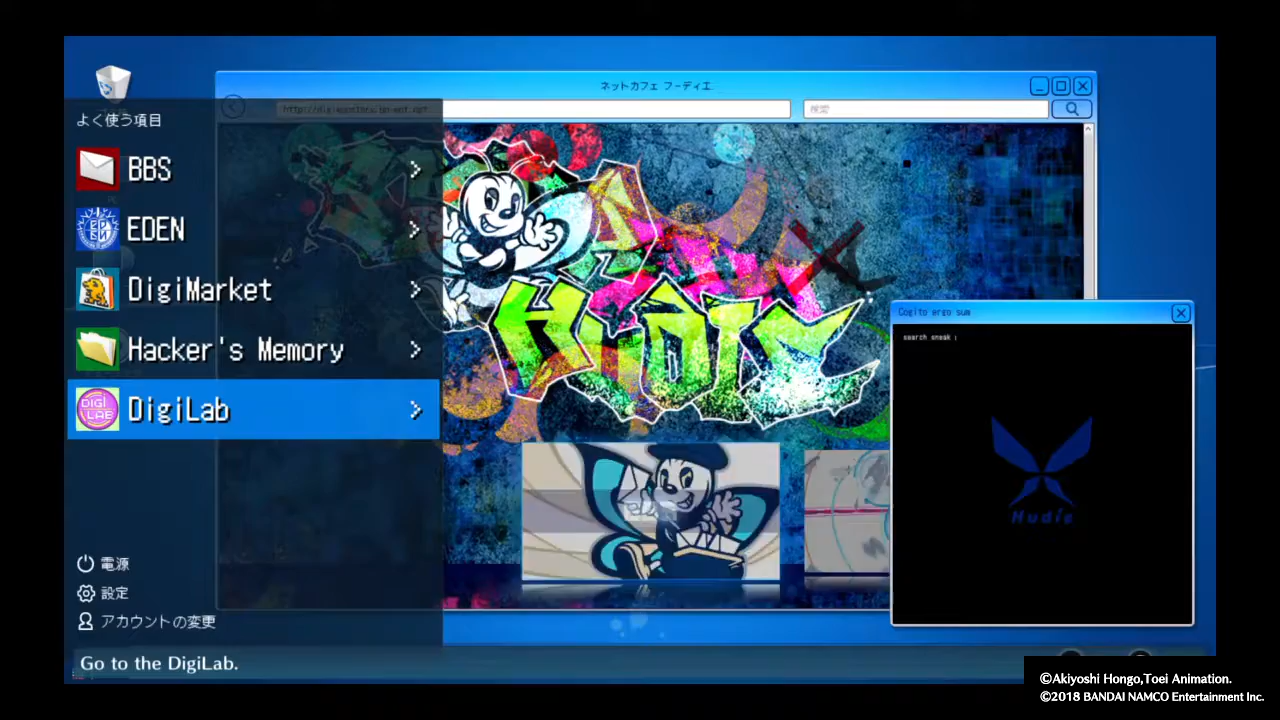 ネットカフェ フーディエ
検索
よく使う項目
BBS
EDEN
DigiMarket
Hacker's Memory
DigiLab
HUDIE
Cogito ergo sum
search sneak :
Hudie
電源
設定
アカウントの変更
Go to the DigiLab.
©Akiyoshi Hongo,Toei Animation.
©2018 BANDAI NAMCO Entertainment Inc.